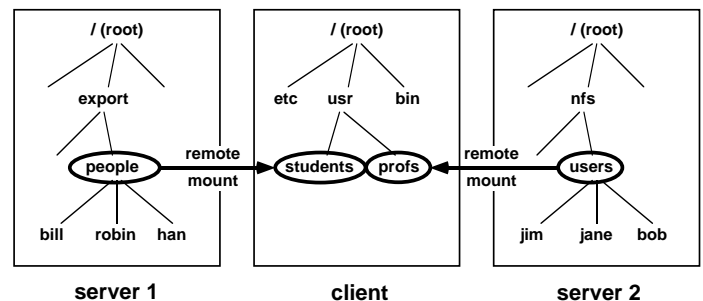 / (root)
/ (root)
/ (root)
export
etc
usr
bin
nfs
people
remote
mount
students
profs
remote
mount
users
bill
robin
han
jim
jane
bob
server 1
client
server 2